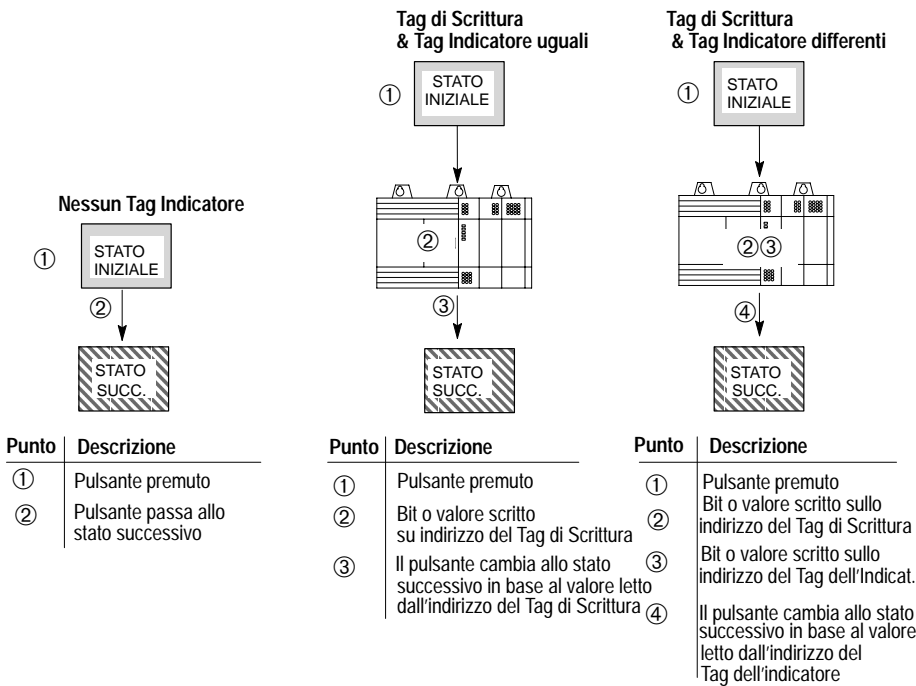 Nessun Tag Indicatore
①
STATO
INIZIALE
②
STATO
SUCC.
Punto Descrizione
① Pulsante premuto
② Pulsante passa allo
stato successivo
Tag di Scrittura
& Tag Indicatore uguali
①
STATO
INIZIALE
②
③
STATO
SUCC.
Punto Descrizione
① Pulsante premuto
② Bit o valore scritto
su indirizzo del Tag di Scrittura
③ Il pulsante cambia allo stato
successivo in base al valore letto
dall'indirizzo del Tag di Scrittura
Tag di Scrittura
& Tag Indicatore differenti
①
STATO
INIZIALE
②③
④
STATO
SUCC.
Punto Descrizione
① Pulsante premuto
② Bit o valore scritto sullo
indirizzo del Tag di Scrittura
③ Bit o valore scritto sullo
indirizzo del Tag dell'Indicat.
④ Il pulsante cambia allo stato
successivo in base al valore
letto dall'indirizzo del
Tag dell'indicatore